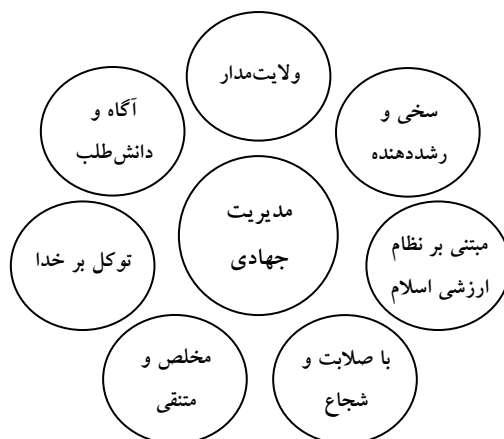 ولایت‌مدار
سخی و
رشددهنده
مبتنی بر نظام
ارزشی اسلام
با صلابت و
شجاع
مخلص و
متنقی
توکل بر خدا
آگاه و
دانش‌طلب
مدیریت
جهادی